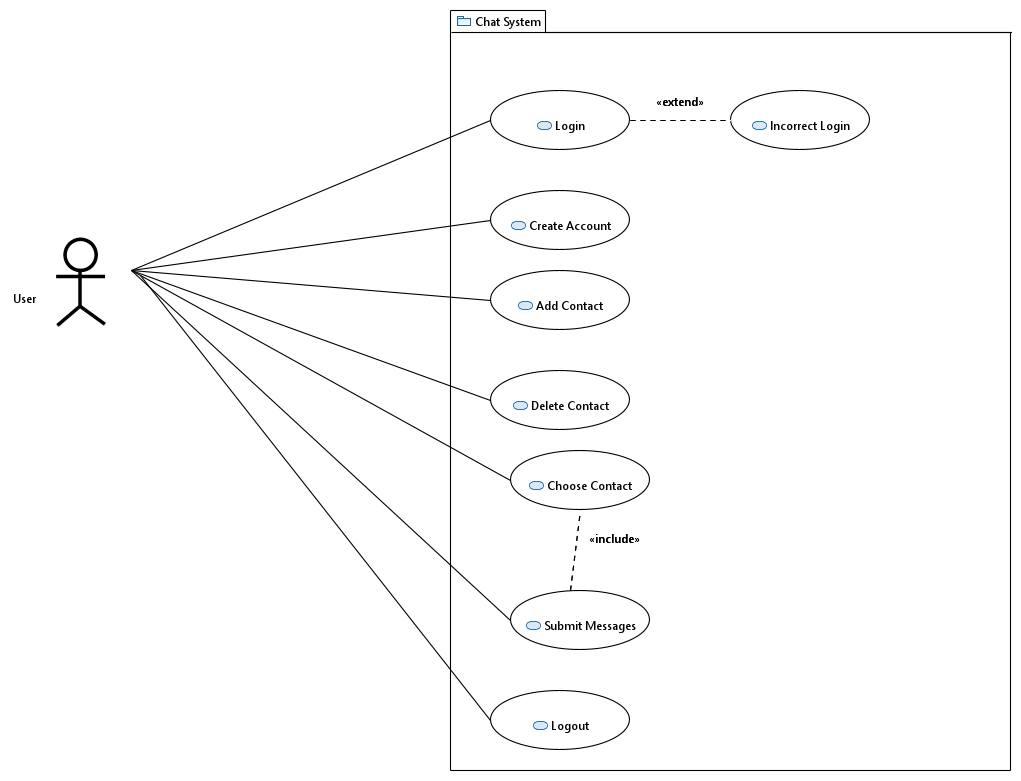 Chat System
«extend»
Login
Incorrect Login
Create Account
User
Add Contact
Delete Contact
Choose Contact
«include»
Submit Messages
Logout